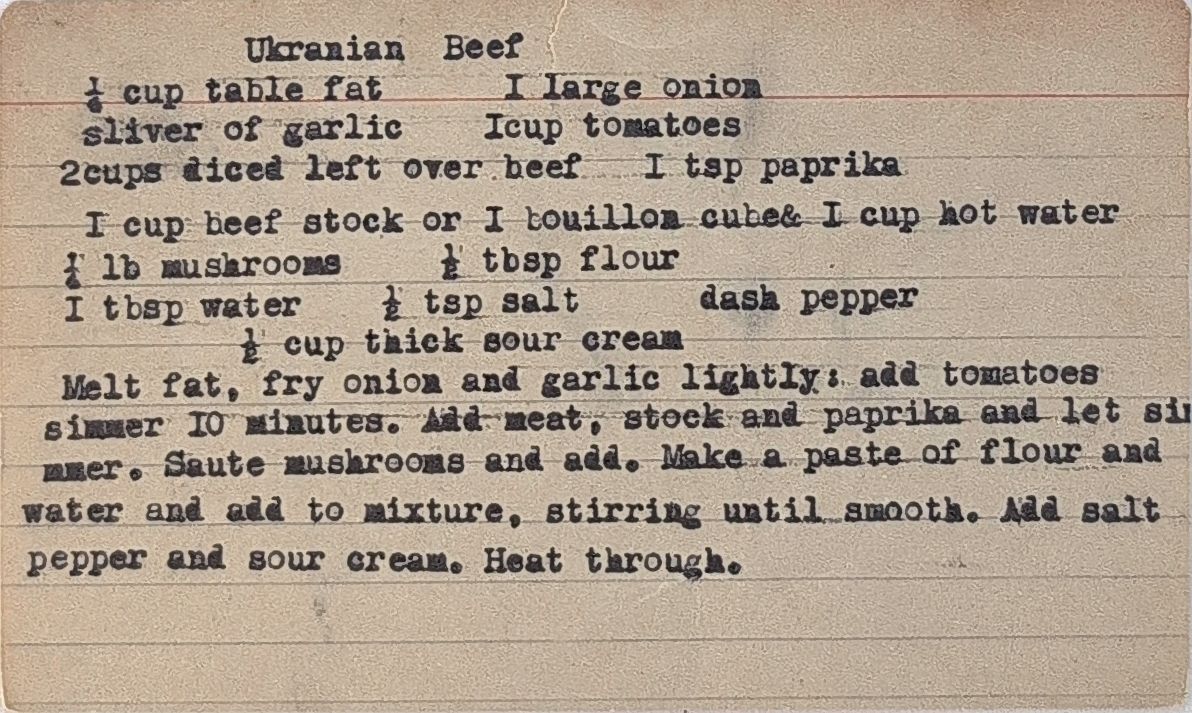 Ukranian Beef
¼ cup table fat I large onion
sliver of garlic Icup tomatoes
2cups diced left over beef I tsp paprika
I cup beef stock or I bouillon cube& I cup hot water
½ lb mushrooms ½ tbsp flour
I tbsp water ½ tsp salt dash pepper
½ cup thick sour cream
Melt fat, fry onion and garlic lightly: add tomatoes
simmer IO minutes. Add meat, stock and paprika and let sim
mmer. Saute mushrooms and add. Make a paste of flour and
water and add to mixture, stirring until smooth. Add salt
pepper and sour cream. Heat through.